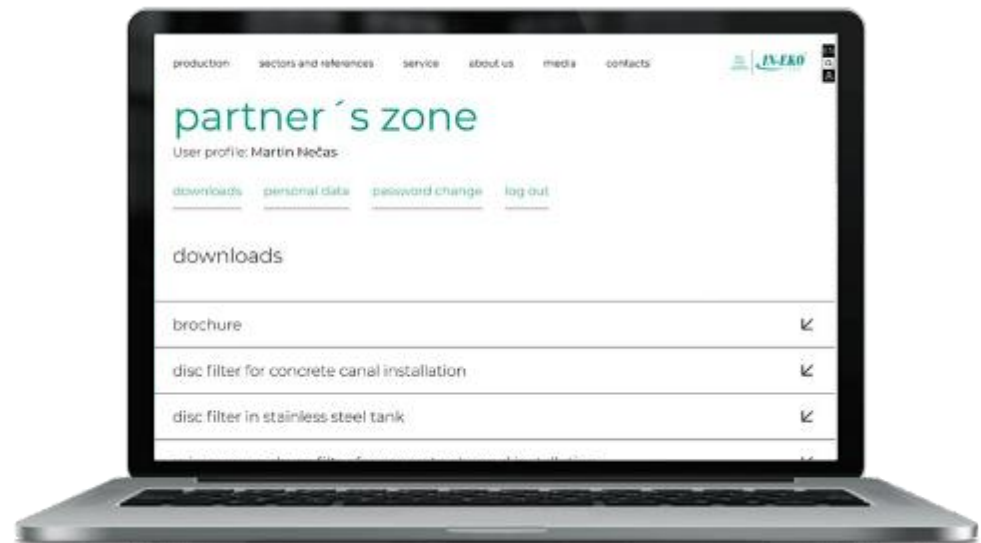 production sectors and references service about us media contacts IN-EKO
partner´s zone
User profile: Martin Nečas
downloads personal data password change log out
downloads
brochure
disc filter for concrete canal installation
disc filter in stainless steel tank